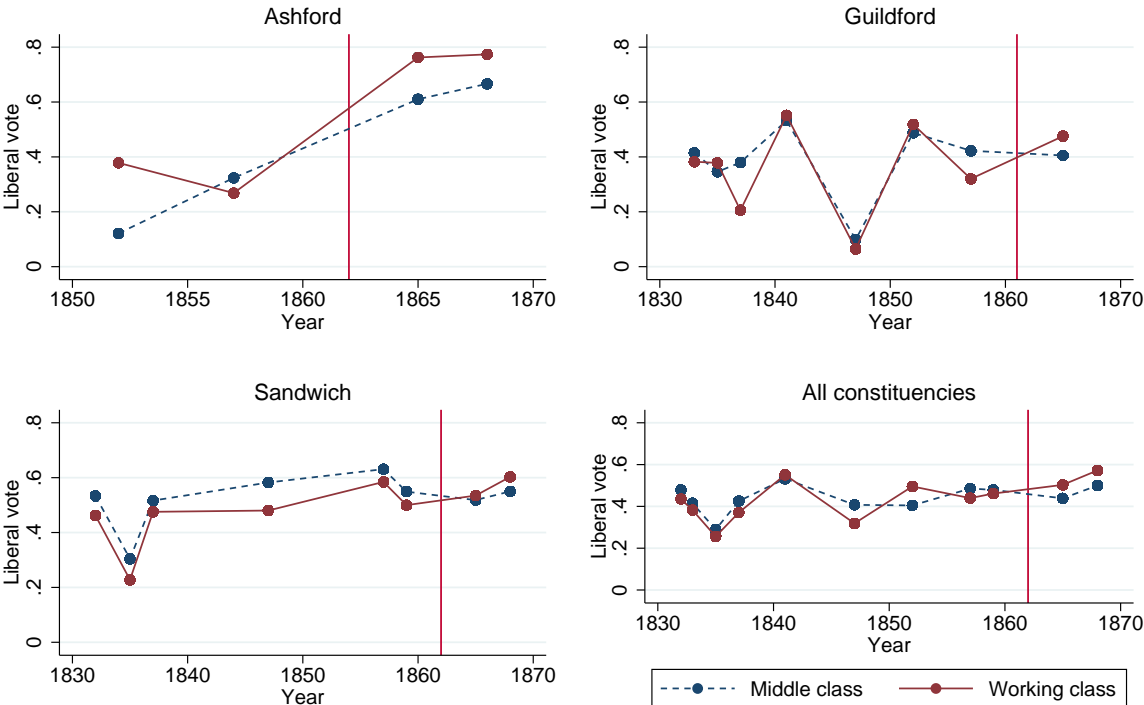 Ashford
Liberal vote
.8
.6
.4
.2
0
1850 1855 1860 1865 1870
Year
Guildford
Liberal vote
.8
.6
.4
.2
0
1830 1840 1850 1860 1870
Year
Sandwich
Liberal vote
.8
.6
.4
.2
0
1830 1840 1850 1860 1870
Year
All constituencies
Liberal vote
.8
.6
.4
.2
0
1830 1840 1850 1860 1870
Year
Middle class Working class